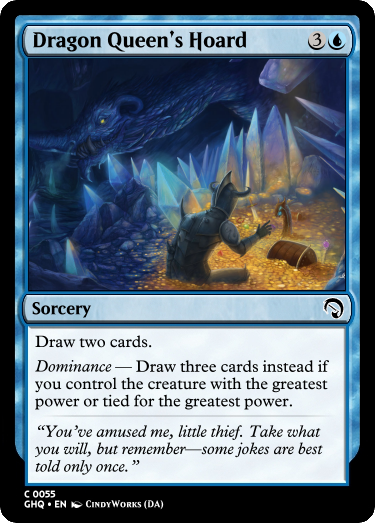 Dragon Queen's Hoard 3
Sorcery
Draw two cards.
Dominance — Draw three cards instead if
you control the creature with the greatest
power or tied for the greatest power.
“You've amused me, little thief. Take what
you will, but remember—some jokes are best
told only once.”
C 0055
GHQ • EN CINDYWORKS (DA)